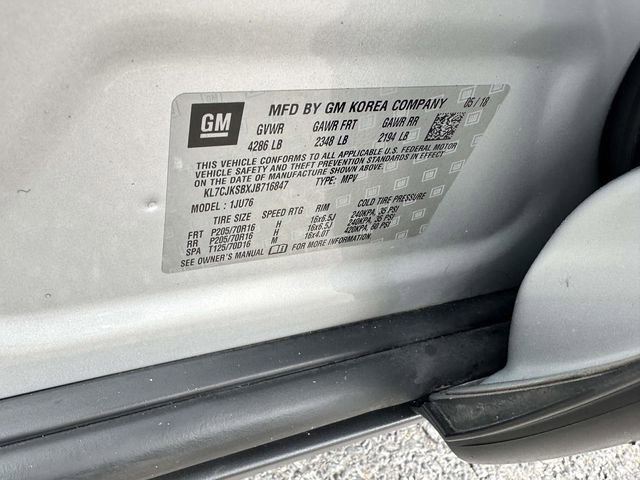 GM
MFD BY GM KOREA COMPANY 05/18
GVWR GAWR FRT GAWR RR
4286 LB 2348 LB 2194 LB
THIS VEHICLE CONFORMS TO ALL APPLICABLE U.S. FEDERAL MOTOR
VEHICLE SAFETY AND THEFT PREVENTION STANDARDS IN EFFECT
ON THE DATE OF MANUFACTURE SHOWN ABOVE.
KL7CJKSBXJB716847 TYPE: MPV
MODEL: 1JU76
TIRE SIZE SPEED RTG RIM COLD TIRE PRESSURE
FRT P205/70R16 H 16x6.5J 240KPA, 35 PSI
RR P205/70R16 H 16x6.5J 240KPA, 35 PSI
SPA T125/70D16 M 16x4.0T 420KPA, 60 PSI
SEE OWNER'S MANUAL FOR MORE INFORMATION.